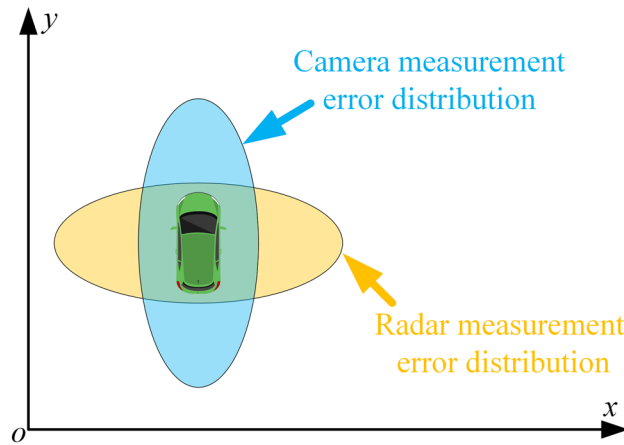 y
Camera measurement
error distribution
Radar measurement
error distribution
x
o